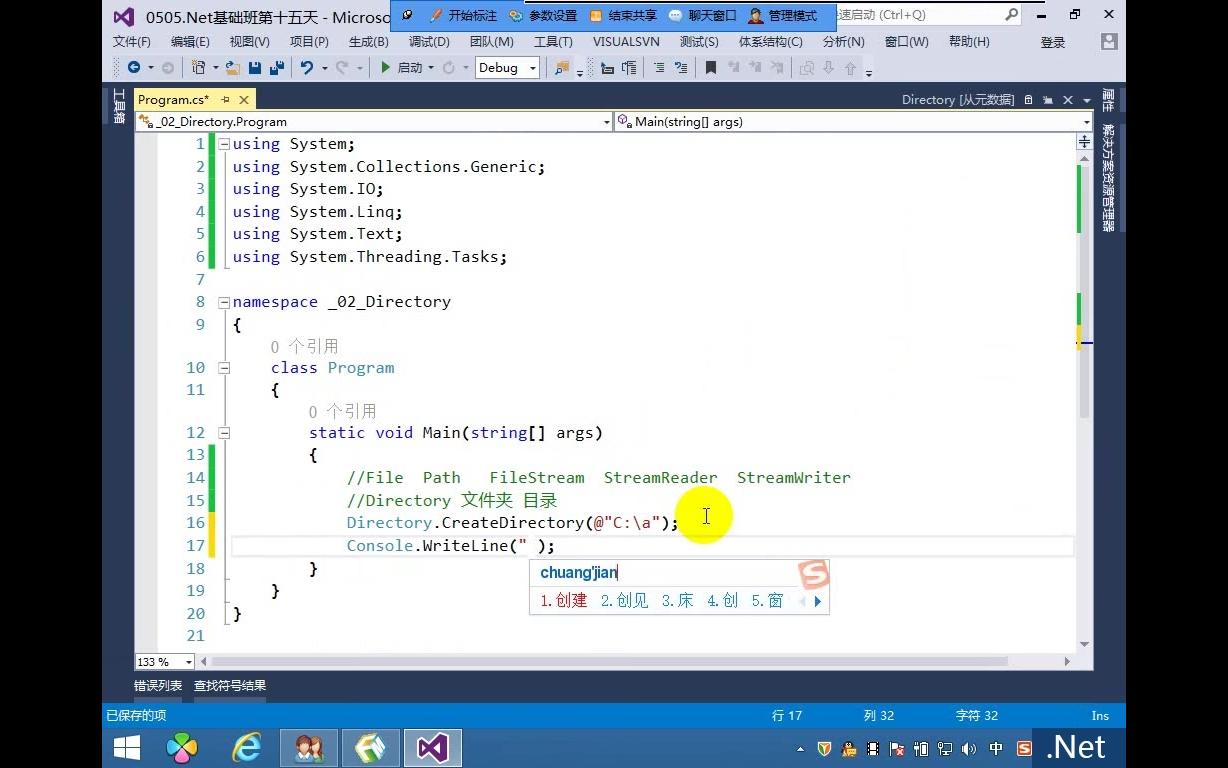 0505.Net基础班第十五天 - Microso
开始标注 参数设置 结束共享 聊天窗口 管理模式
速启动 (Ctrl+Q)
文件(F) 编辑(E) 视图(V) 项目(P) 生成(B) 调试(D) 团队(M) 工具(T) VISUALSVN 测试(S) 体系结构(C) 分析(N) 窗口(W) 帮助(H) 登录
启动 Debug
工具箱
Program.cs*
Directory [从元数据]
属性
解决方案资源管理器
_02_Directory.Program
Main(string[] args)
1 using System;
2 using System.Collections.Generic;
3 using System.IO;
4 using System.Linq;
5 using System.Text;
6 using System.Threading.Tasks;
7
8 namespace _02_Directory
9 {
0 个引用
10 class Program
11 {
0 个引用
12 static void Main(string[] args)
13 {
14 //File Path FileStream StreamReader StreamWriter
15 //Directory 文件夹 目录
16 Directory.CreateDirectory(@"C:\a");
17 Console.WriteLine(" );
18 }
chuang'jian
19 }
1.创建 2.创见 3.床 4.创 5.窗
20 }
21
133 %
错误列表 查找符号结果
已保存的项 行 17 列 32 字符 32 Ins
中 .Net